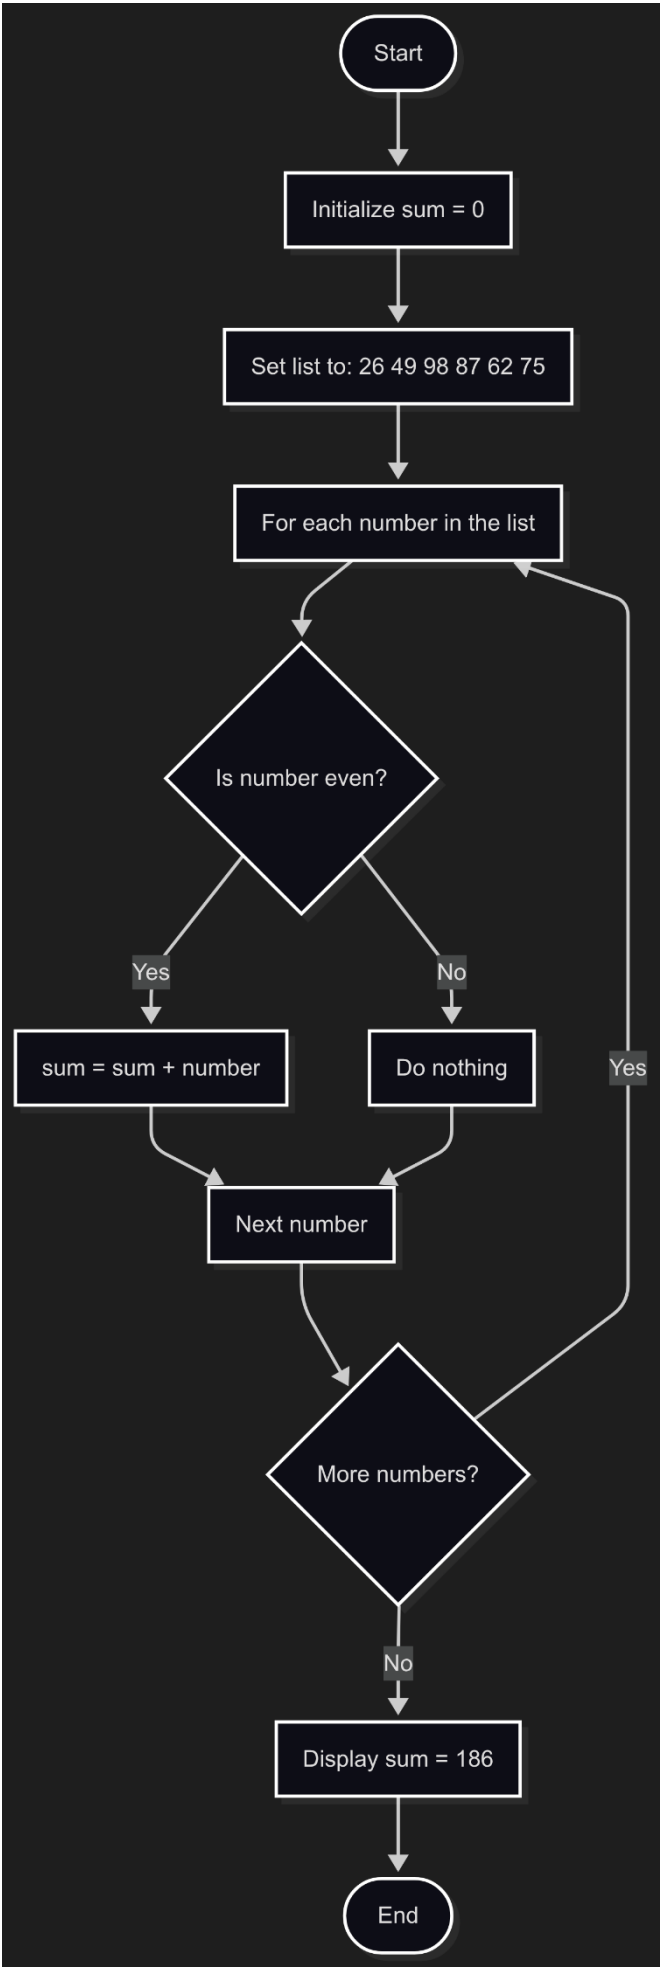 Start
Initialize sum = 0
Set list to: 26 49 98 87 62 75
For each number in the list
Is number even?
Yes
No
sum = sum + number
Do nothing
Yes
Next number
More numbers?
No
Display sum = 186
End